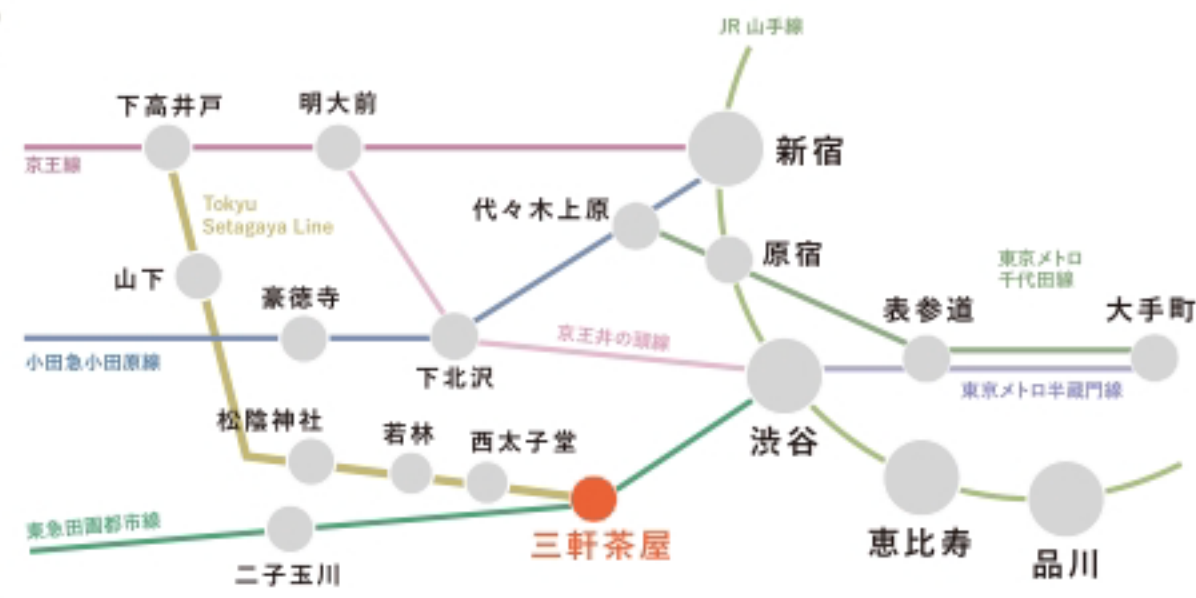 JR 山手線
下高井戸
明大前
新宿
京王線
Tokyu
Setagaya Line
代々木上原
原宿
東京メトロ
千代田線
山下
豪徳寺
表参道
大手町
京王井の頭線
小田急小田原線
下北沢
東京メトロ半蔵門線
松陰神社
若林
西太子堂
渋谷
東急田園都市線
三軒茶屋
恵比寿
品川
二子玉川